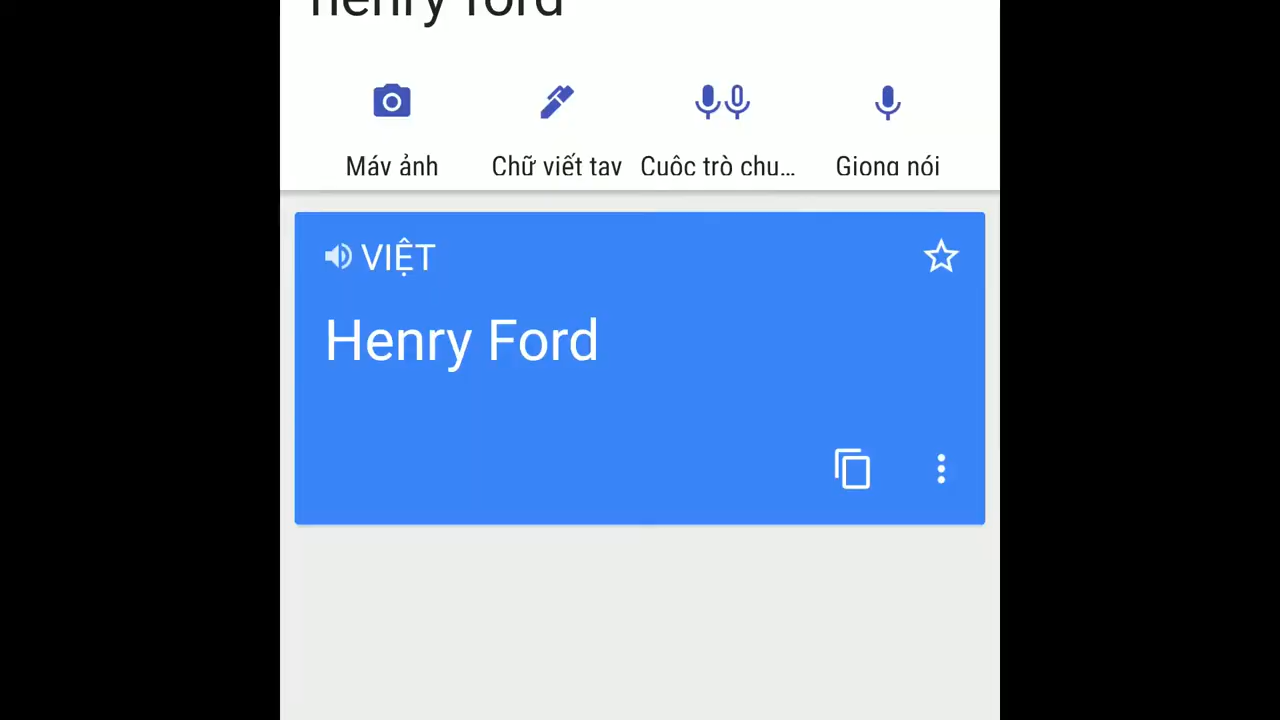 henry ford
Máy ảnh
Chữ viết tay
Cuộc trò chu...
Giọng nói
VIỆT
Henry Ford